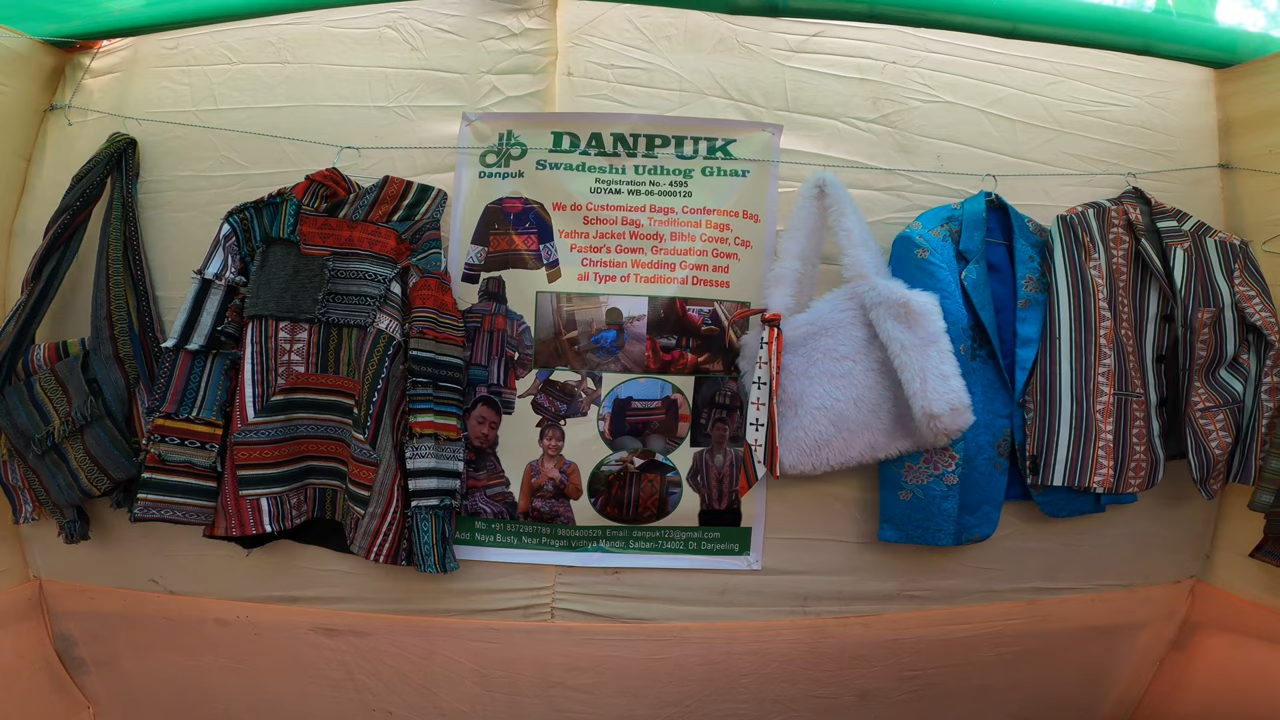 DANPUK
Danpuk
Swadeshi Udhog Ghar
Registration No.- 4595
UDYAM- WB-06-0000120
We do Customized Bags, Conference Bag,
School Bag, Traditional Bags,
Yathra Jacket Woody, Bible Cover, Cap,
Pastor's Gown, Graduation Gown,
Christian Wedding Gown and
all Type of Traditional Dresses
Mb: +91 8372987789 / 9800400529, Email: danpuk123@gmail.com
Add: Naya Busty, Near Pragati Vidhya Mandir, Salbari-734002, Dt. Darjeeling